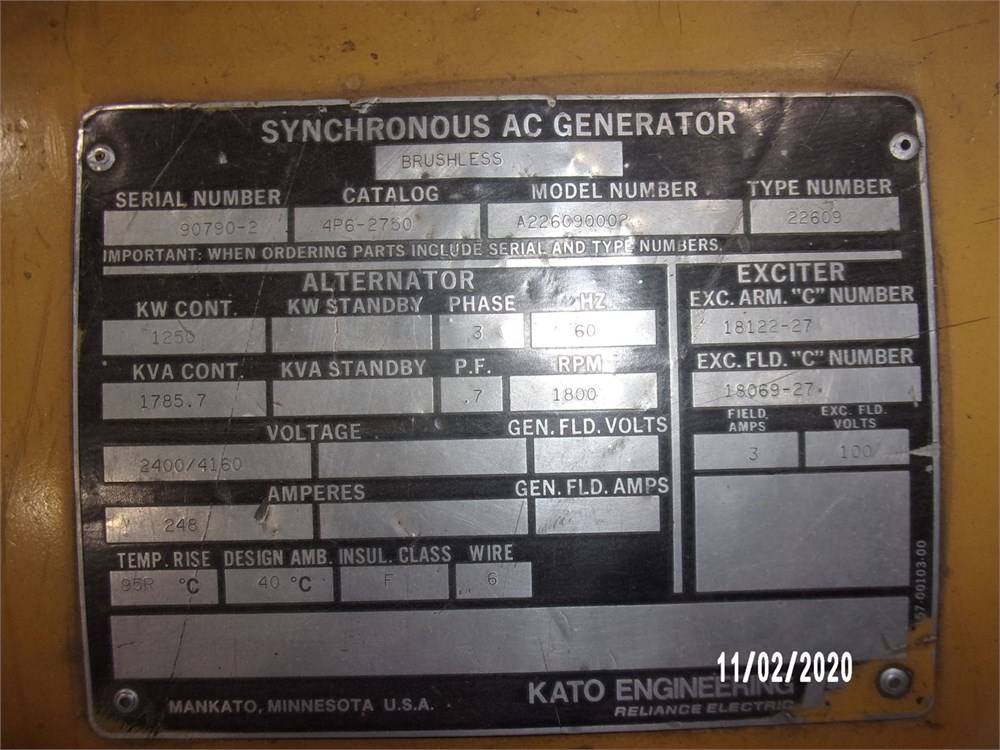 SYNCHRONOUS AC GENERATOR
BRUSHLESS
SERIAL NUMBER CATALOG MODEL NUMBER TYPE NUMBER
90790-2 4P6-2750 A226090002 22609
IMPORTANT: WHEN ORDERING PARTS INCLUDE SERIAL AND TYPE NUMBERS.
ALTERNATOR
KW CONT. KW STANDBY PHASE HZ
1250 3 60
KVA CONT. KVA STANDBY P.F. RPM
1785.7 .7 1800
VOLTAGE GEN. FLD. VOLTS
2400/4160
AMPERES GEN. FLD. AMPS
248
TEMP. RISE DESIGN AMB. INSUL. CLASS WIRE
95R °C 40 °C F 6
EXCITER
EXC. ARM. "C" NUMBER
18122-27
EXC. FLD. "C" NUMBER
18069-27
FIELD AMPS EXC. FLD. VOLTS
3 100
MANKATO, MINNESOTA U.S.A.
KATO ENGINEERING
RELIANCE ELECTRIC
11/02/2020